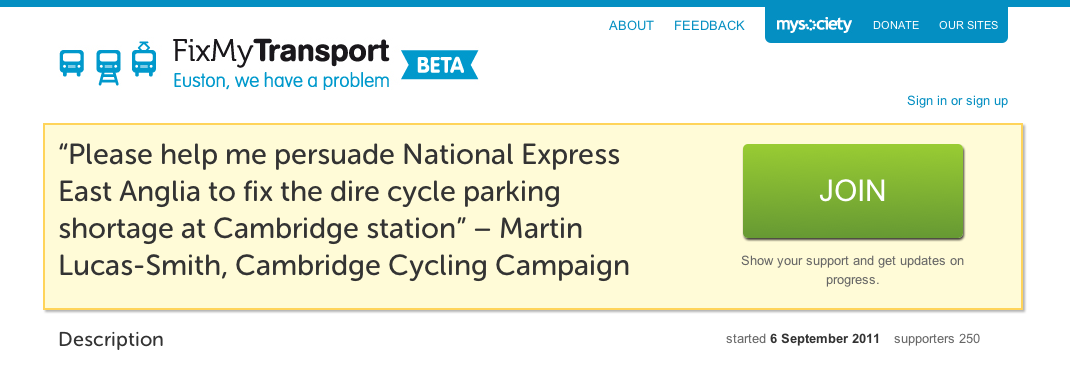 ABOUT FEEDBACK mysociety DONATE OUR SITES
FixMyTransport BETA
Euston, we have a problem
Sign in or sign up
“Please help me persuade National Express
East Anglia to fix the dire cycle parking
shortage at Cambridge station” – Martin
Lucas-Smith, Cambridge Cycling Campaign
JOIN
Show your support and get updates on
progress.
Description
started 6 September 2011 supporters 250